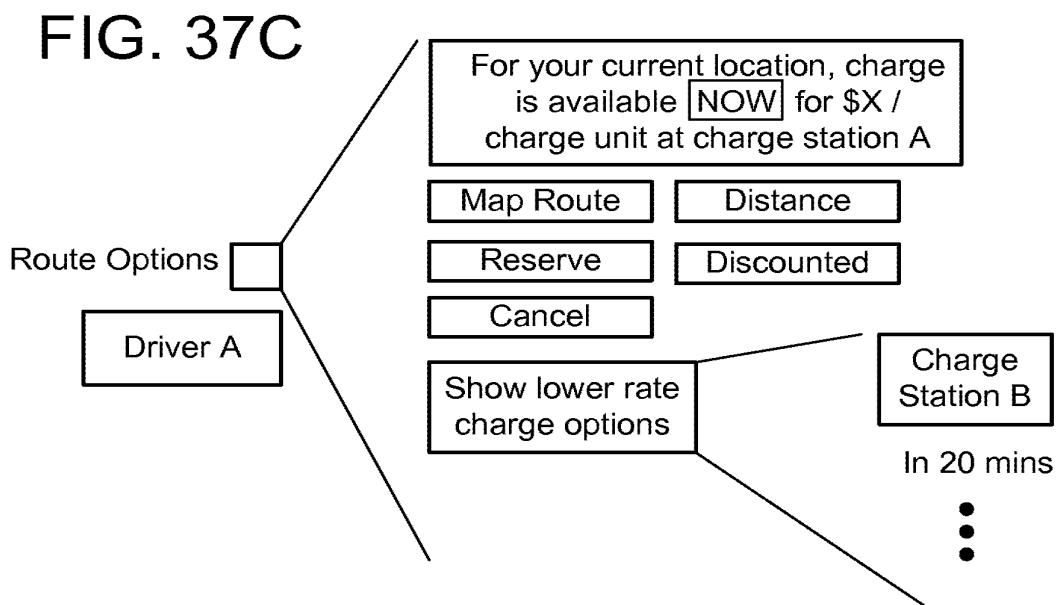 FIG. 37C
For your current location, charge
is available NOW for $X /
charge unit at charge station A
Map Route
Distance
Route Options
Reserve
Discounted
Cancel
Driver A
Show lower rate
charge options
Charge
Station B
In 20 mins